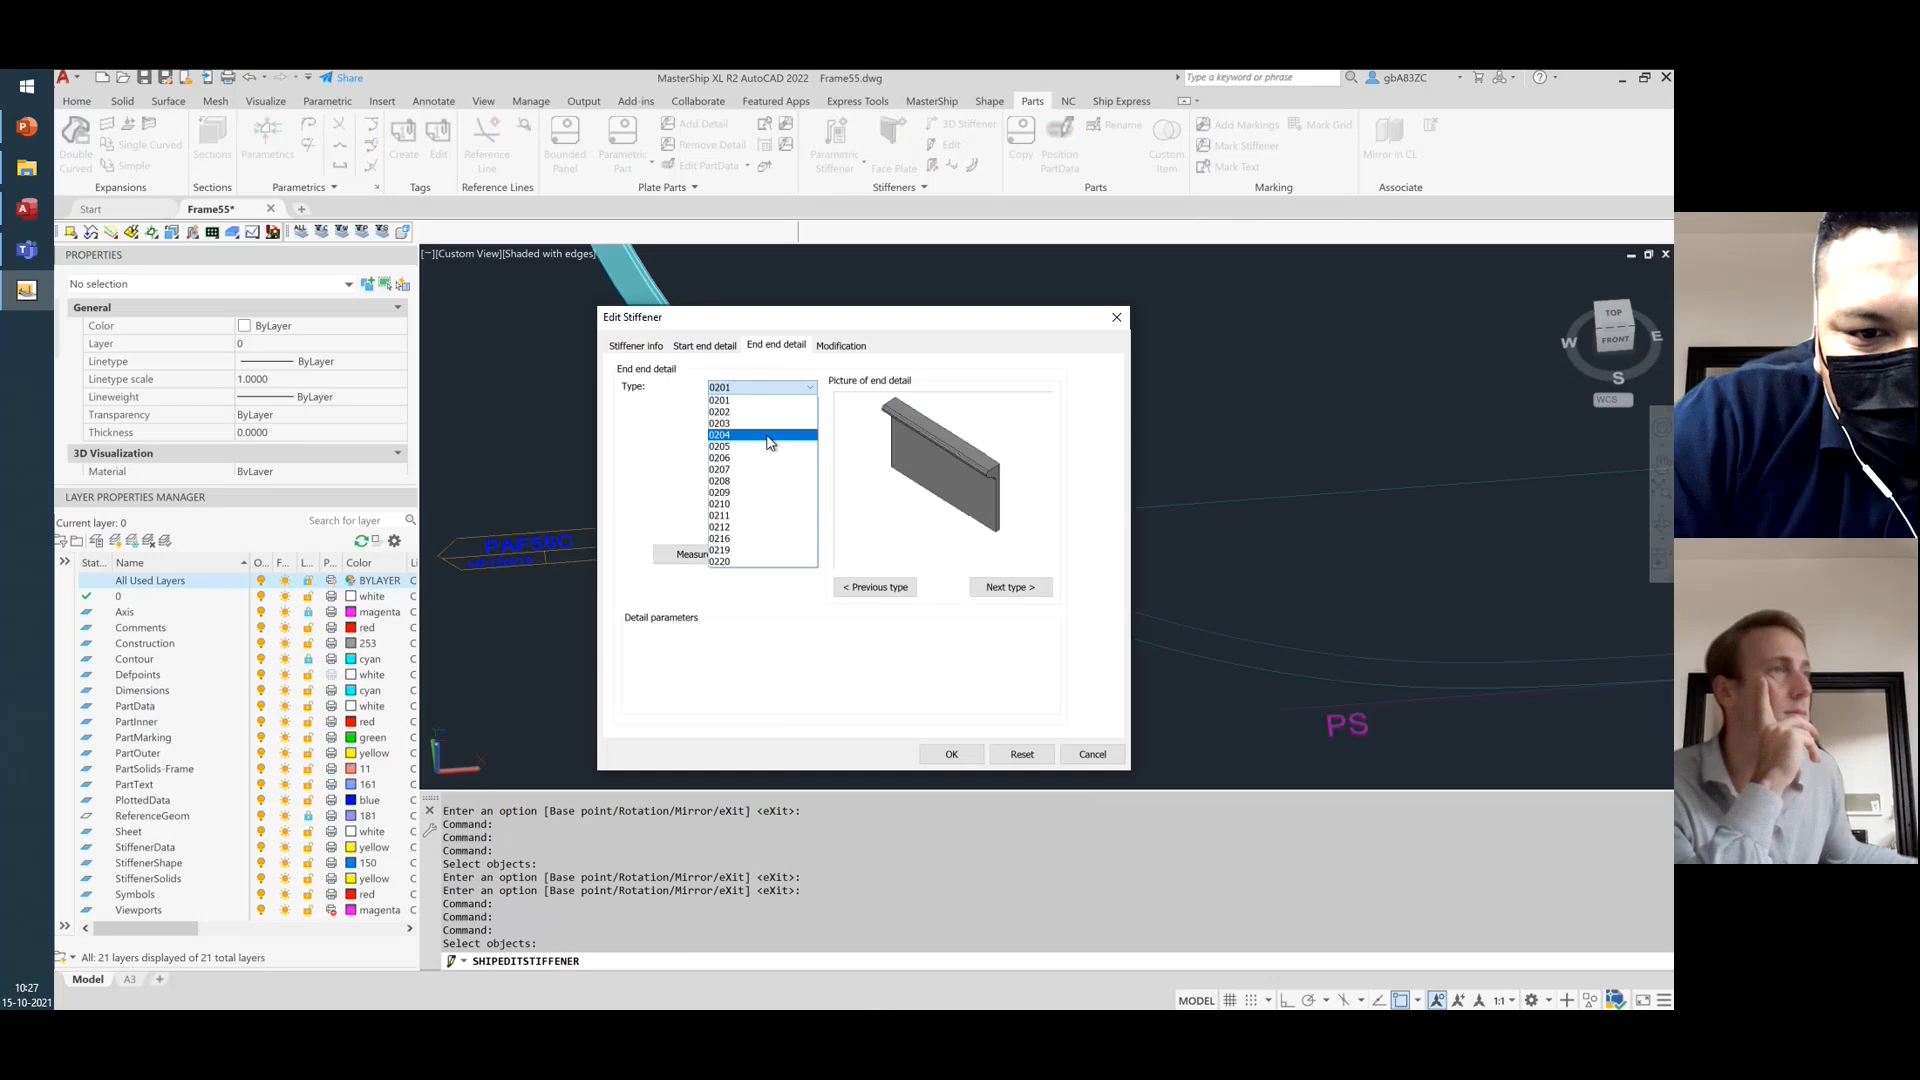 Share
MasterShip XL R2 AutoCAD 2022 Frame55.dwg
Type a keyword or phrase
gbA83ZC
Home Solid Surface Mesh Visualize Parametric Insert Annotate View Manage Output Add-ins Collaborate Featured Apps Express Tools MasterShip Shape Parts NC Ship Express
Double Curved
Single Curved
Simple
Sections
Parametrics
Create Edit
Reference Line
Bounded Panel
Parametric Part
Add Detail
Remove Detail
Edit PartData
Parametric Stiffener
Face Plate
3D Stiffener
Edit
Copy
Position PartData
Rename
Custom Item
Add Markings
Mark Grid
Mark Stiffener
Mark Text
Mirror in CL
Expansions Sections Parametrics Tags Reference Lines Plate Parts Stiffeners Parts Marking Associate
Start Frame55*
PROPERTIES
No selection
General
Color ByLayer
Layer 0
Linetype ByLayer
Linetype scale 1.0000
Lineweight ByLayer
Transparency ByLayer
Thickness 0.0000
3D Visualization
Material ByLayer
LAYER PROPERTIES MANAGER
Current layer: 0
Search for layer
Stat... Name O... F... L... P... Color Li
All Used Layers BYLAYER
0 white C
Axis magenta C
Comments red C
Construction 253 C
Contour cyan C
Defpoints white C
Dimensions cyan C
PartData white C
PartInner red C
PartMarking green C
PartOuter yellow C
PartSolids-Frame 11 C
PartText 161 C
PlottedData blue C
ReferenceGeom 181 C
Sheet white C
StiffenerData yellow C
StiffenerShape 150 C
StiffenerSolids yellow C
Symbols red C
Viewports magenta C
All: 21 layers displayed of 21 total layers
Model A3
[−][Custom View][Shaded with edges]
PAF55C
PS
TOP
FRONT
W
E
S
WCS
Edit Stiffener
Stiffener info Start end detail End end detail Modification
End end detail
Type: 0201
0201
0202
0203
0204
0205
0206
0207
0208
0209
0210
0211
0212
0216
0219
0220
Measur
Picture of end detail
< Previous type Next type >
Detail parameters
OK Reset Cancel
Enter an option [Base point/Rotation/Mirror/eXit] <eXit>:
Command:
Command:
Command:
Select objects:
Enter an option [Base point/Rotation/Mirror/eXit] <eXit>:
Enter an option [Base point/Rotation/Mirror/eXit] <eXit>:
Command:
Command:
Command:
Select objects:
SHIPEDITSTIFFENER
MODEL
1:1
10:27
15-10-2021